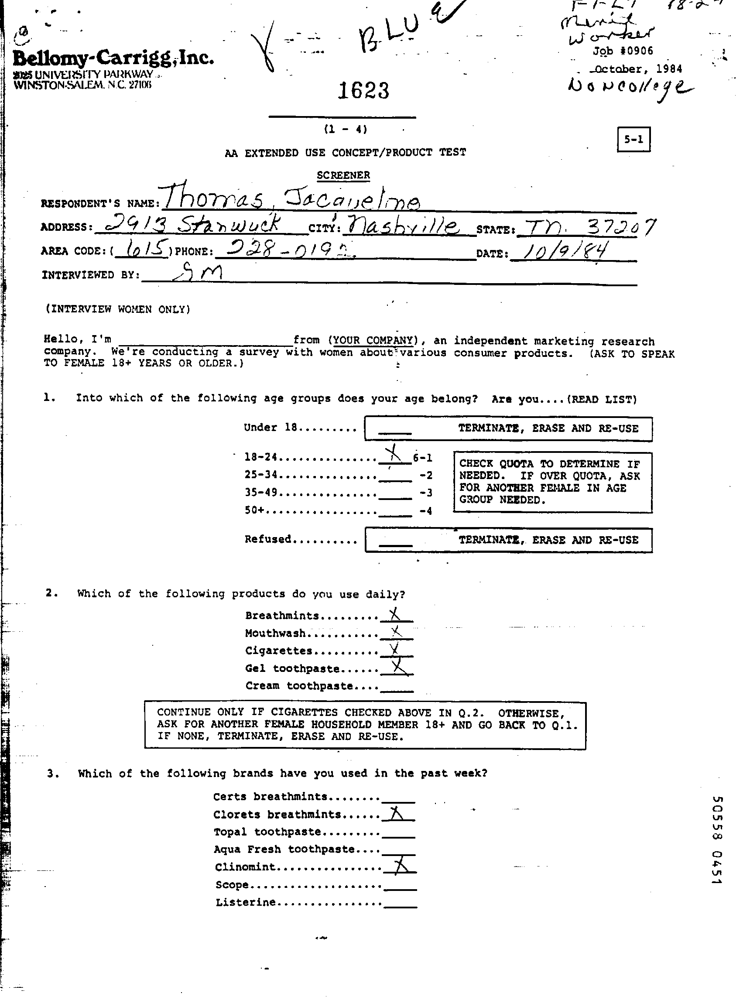 BLUE
F-1-LT 18-24
Merit
Worker
Bellomy-Carrigg, Inc.
2025 UNIVERSITY PARKWAY
WINSTON-SALEM, N.C. 27106
Job #0906
October, 1984
Noncollege
1623
(1 - 4)
5-1
AA EXTENDED USE CONCEPT/PRODUCT TEST
SCREENER
RESPONDENT'S NAME: Thomas, Jacqueline
ADDRESS: 2913 Stanwuck CITY: Nashville STATE: TN. 37207
AREA CODE: (615) PHONE: 228-019 DATE: 10/9/84
INTERVIEWED BY: SM
(INTERVIEW WOMEN ONLY)
Hello, I'm ____ from (YOUR COMPANY), an independent marketing research
company. We're conducting a survey with women about various consumer products. (ASK TO SPEAK
TO FEMALE 18+ YEARS OR OLDER.)
1. Into which of the following age groups does your age belong? Are you....(READ LIST)
Under 18......... ____ TERMINATE, ERASE AND RE-USE
18-24............... X 6-1
25-34............... ____ -2
35-49............... ____ -3
50+................. ____ -4
CHECK QUOTA TO DETERMINE IF
NEEDED. IF OVER QUOTA, ASK
FOR ANOTHER FEMALE IN AGE
GROUP NEEDED.
Refused.......... ____ TERMINATE, ERASE AND RE-USE
2. Which of the following products do you use daily?
Breathmints......... X
Mouthwash........... X
Cigarettes.......... X
Gel toothpaste...... X
Cream toothpaste.... ____
CONTINUE ONLY IF CIGARETTES CHECKED ABOVE IN Q.2. OTHERWISE,
ASK FOR ANOTHER FEMALE HOUSEHOLD MEMBER 18+ AND GO BACK TO Q.1.
IF NONE, TERMINATE, ERASE AND RE-USE.
3. Which of the following brands have you used in the past week?
Certs breathmints........ ____
Clorets breathmints...... X
Topal toothpaste......... ____
Aqua Fresh toothpaste.... ____
Clinomint................ X
Scope.................... ____
Listerine................ ____
50558 0451